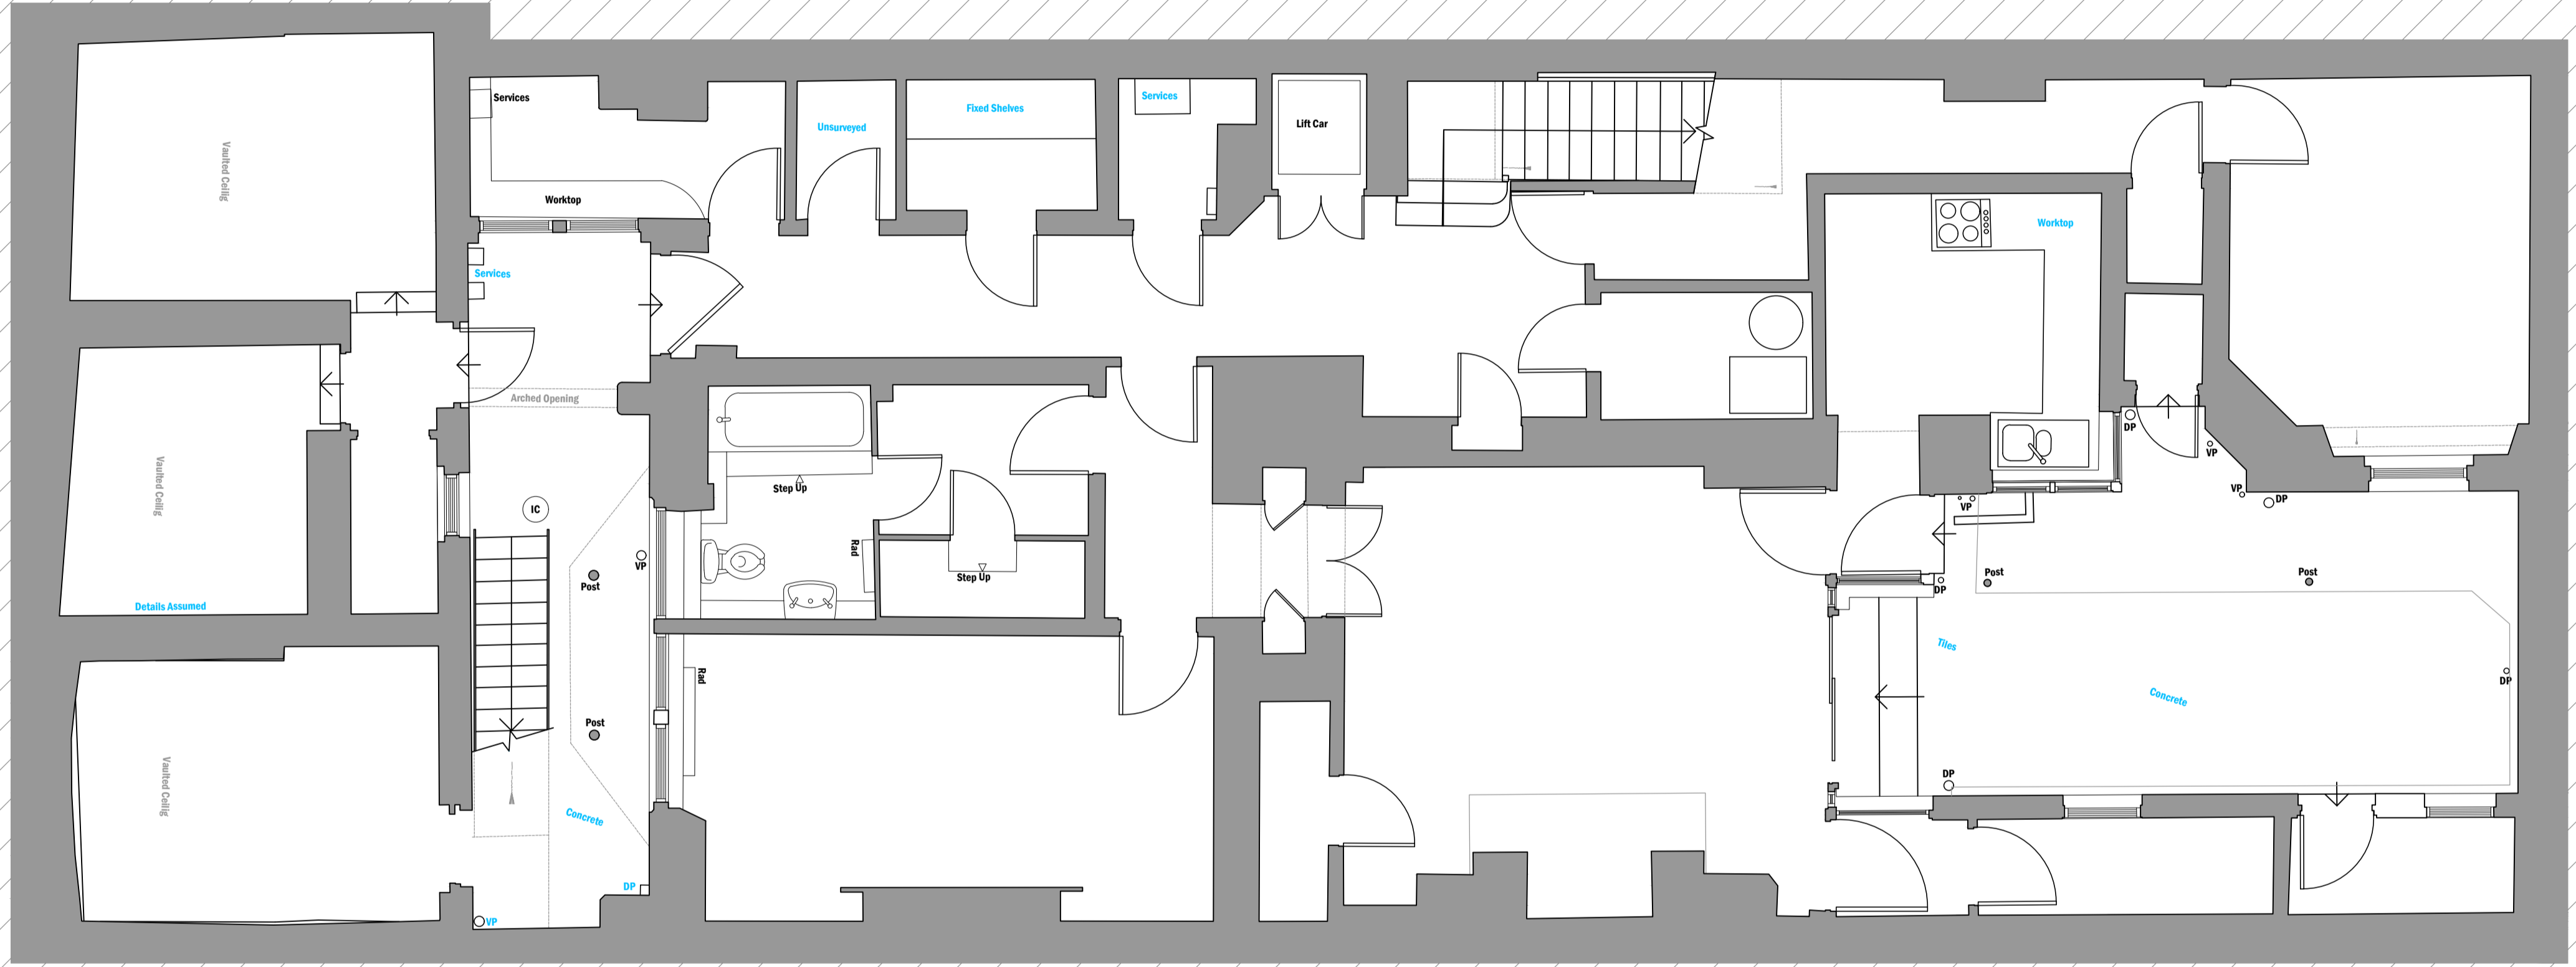 Services
Fixed Shelves
Services
Unsurveyed
Lift Car
Vaulted Ceilig
Worktop
Worktop
Services
Arched Opening
DP
VP
Step Up
Vaulted Ceilig
VP
DP
IC
VP
Rad
VP
Post
Step Up
Post
Post
DP
Details Assumed
Tiles
Rad
DP
Concrete
Post
Vaulted Ceilig
DP
Concrete
DP
VP